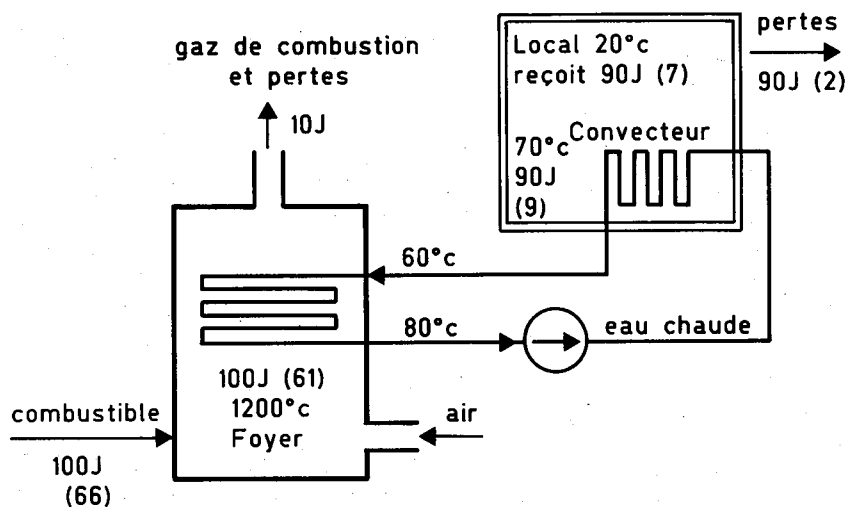 gaz de combustion
et pertes
10J
Local 20°c
reçoit 90J (7)
pertes
90J (2)
Convecteur
70°c
90J
(9)
60°c
80°c
eau chaude
100J (61)
1200°c
Foyer
combustible
100J
(66)
air